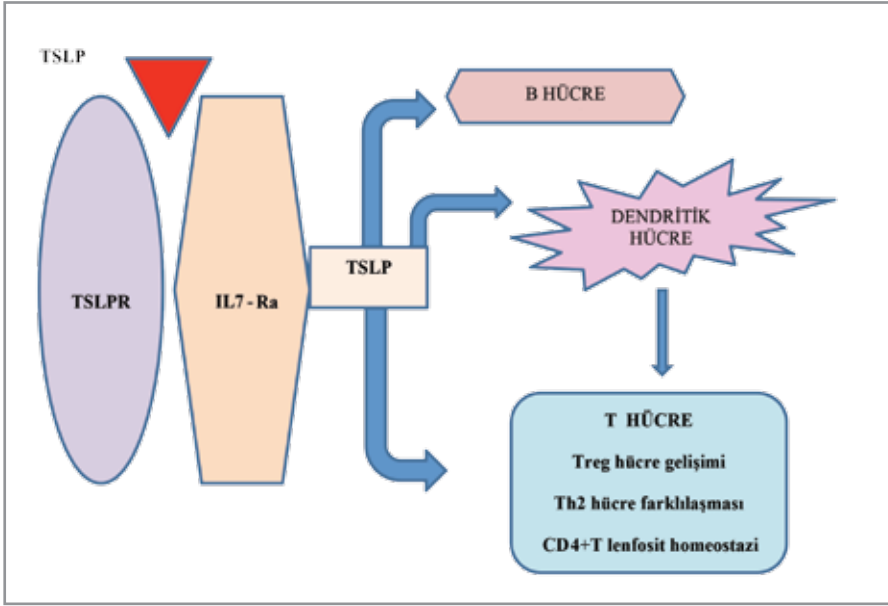 TSLP
TSLPR
IL7 - Ra
TSLP
B HÜCRE
DENDRİTİK
HÜCRE
T HÜCRE
Treg hücre gelişimi
Th2 hücre farklılaşması
CD4+T lenfosit homeostazi